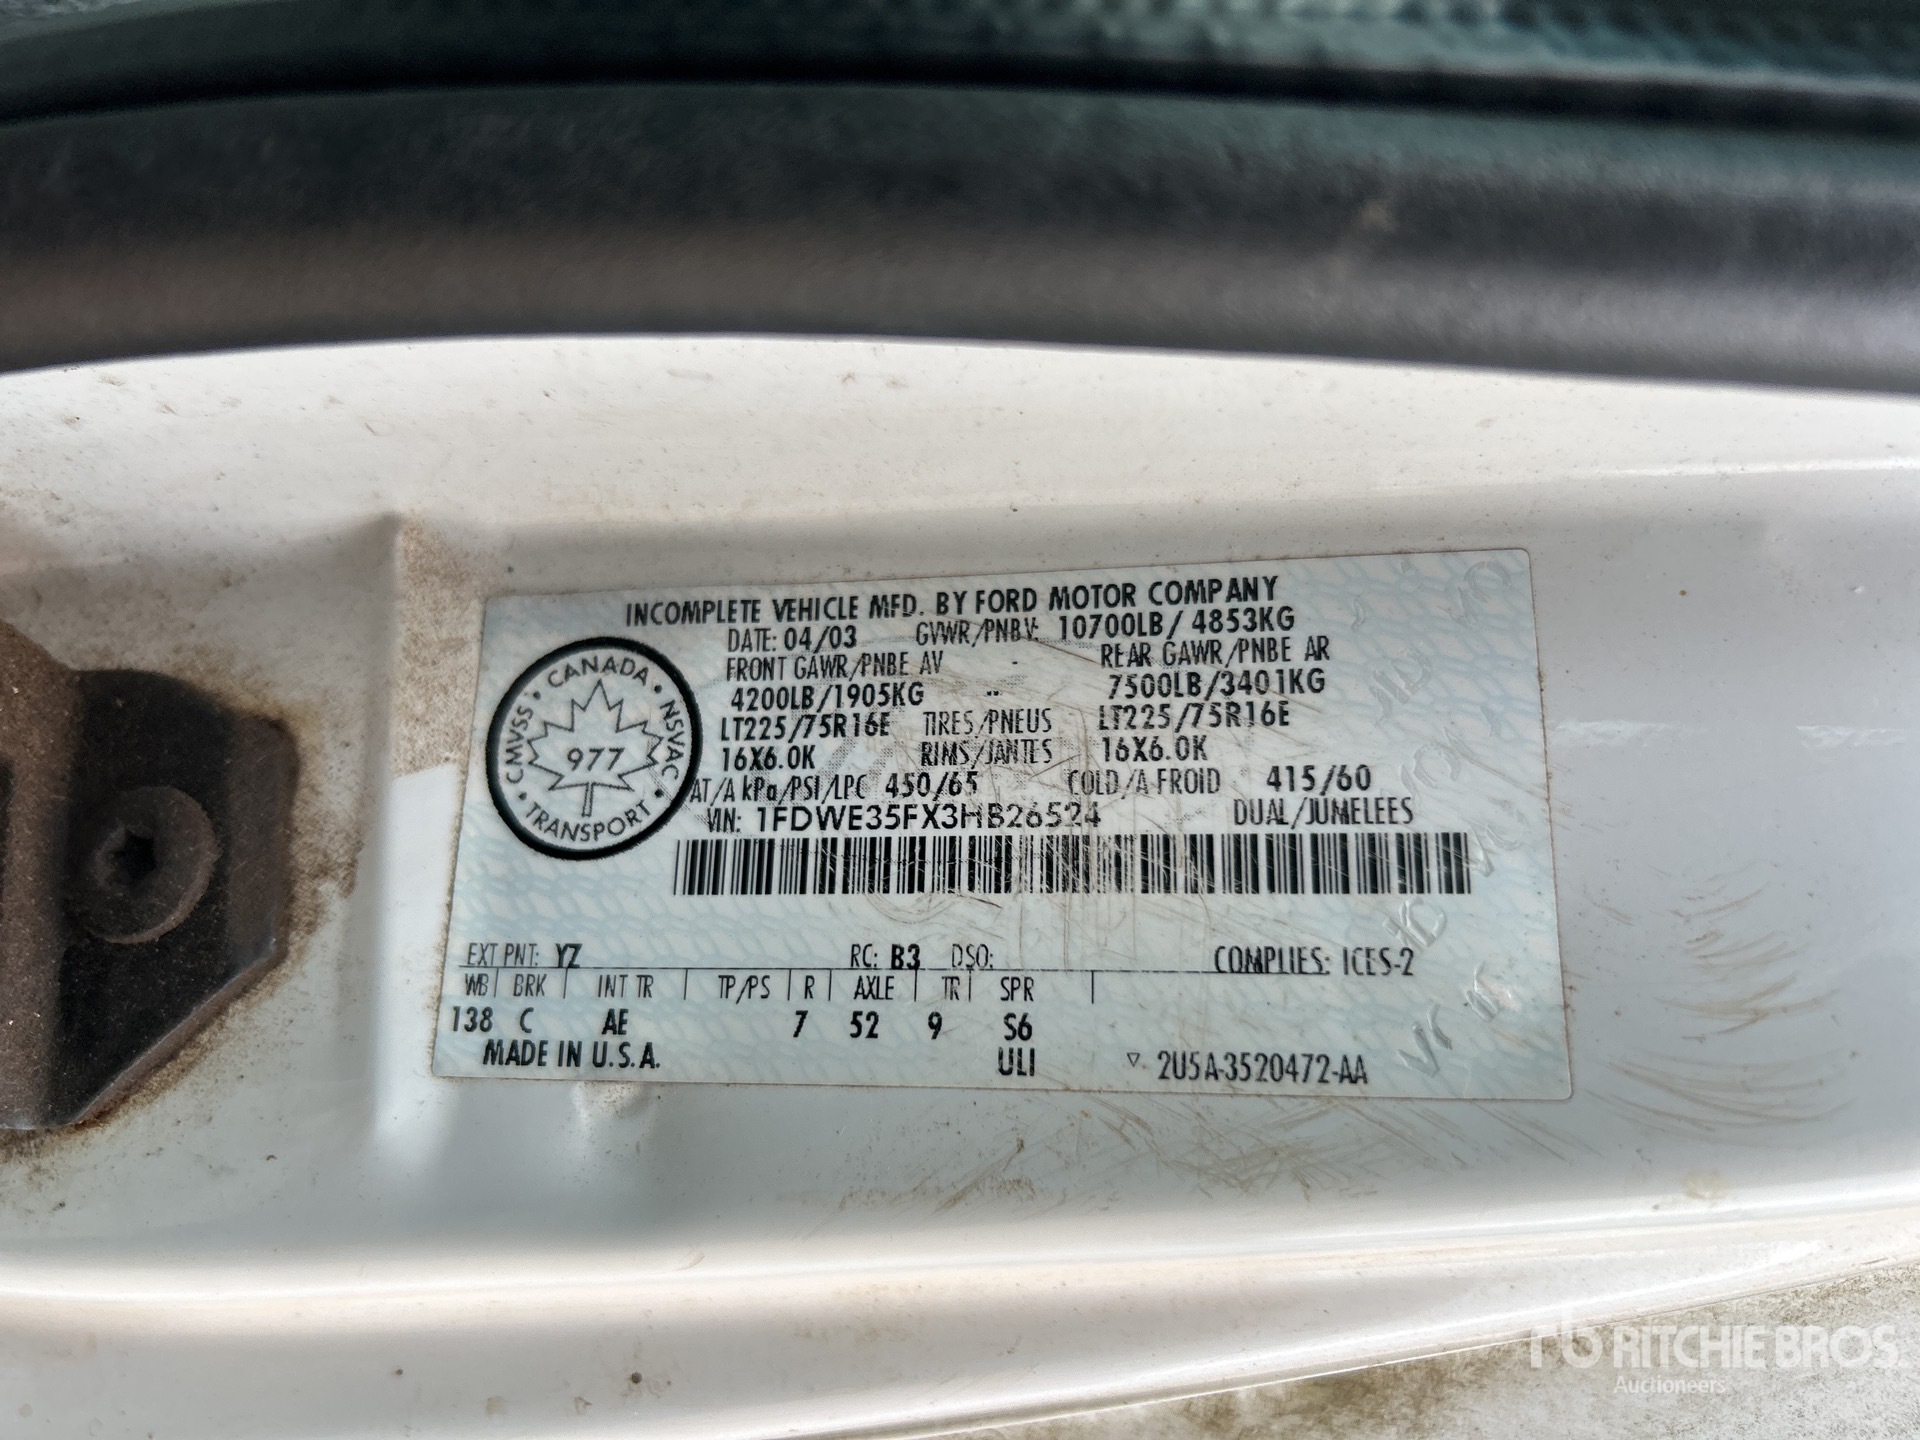 INCOMPLETE VEHICLE MFD. BY FORD MOTOR COMPANY
DATE: 04/03 GVWR/PNBV: 10700LB/ 4853KG
FRONT GAWR/PNBE AV REAR GAWR/PNBE AR
4200LB/1905KG 7500LB/3401KG
LT225/75R16E TIRES/PNEUS LT225/75R16E
16X6.0K RIMS/JANTES 16X6.0K
AT/A kPa/PSI/LPC 450/65 COLD/A FROID 415/60
VIN: 1FDWE35FX3HB26524 DUAL/JUMELEES
CANADA NSVAC TRANSPORT CMVSS
977
EXT PNT: YZ RC: B3 DSO: COMPLIES: ICES-2
WB BRK INT TR TP/PS R AXLE TR SPR
138 C AE 7 52 9 S6
MADE IN U.S.A. ULI 2U5A-3520472-AA
rb RITCHIE BROS.
Auctioneers